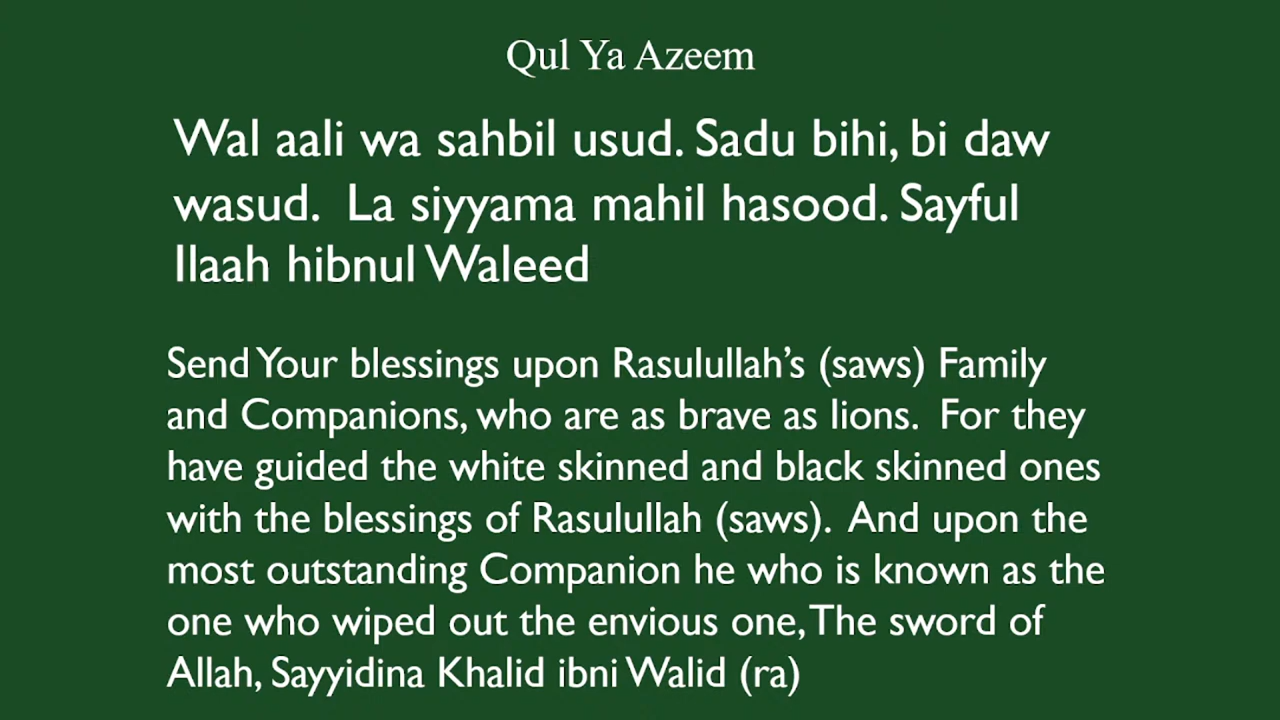 Qul Ya Azeem
Wal aali wa sahbil usud. Sadu bihi, bi daw
wasud. La siyyama mahil hasood. Sayful
Ilaah hibnul Waleed
Send Your blessings upon Rasulullah’s (saws) Family
and Companions, who are as brave as lions. For they
have guided the white skinned and black skinned ones
with the blessings of Rasulullah (saws). And upon the
most outstanding Companion he who is known as the
one who wiped out the envious one, The sword of
Allah, Sayyidina Khalid ibni Walid (ra)